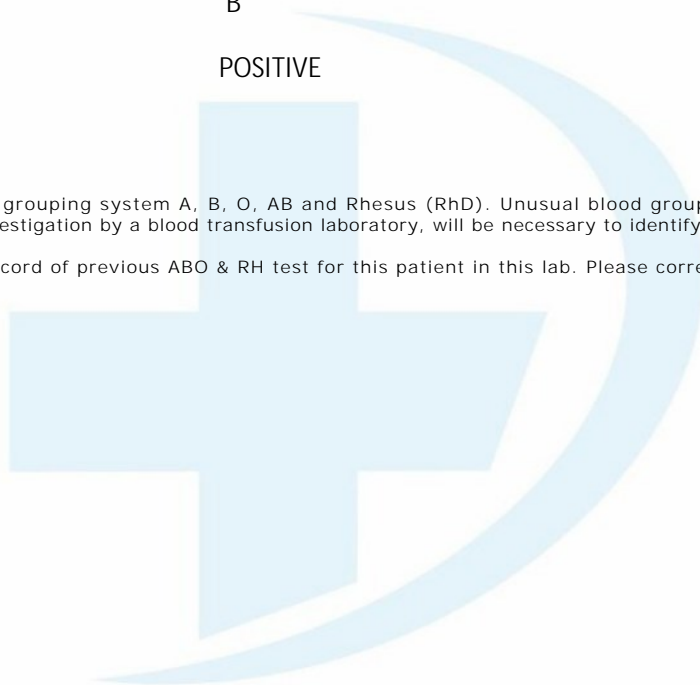 B
POSITIVE
grouping system A, B, O, AB and Rhesus (RhD). Unusual blood group
estigation by a blood transfusion laboratory, will be necessary to identify
cord of previous ABO & RH test for this patient in this lab. Please corre